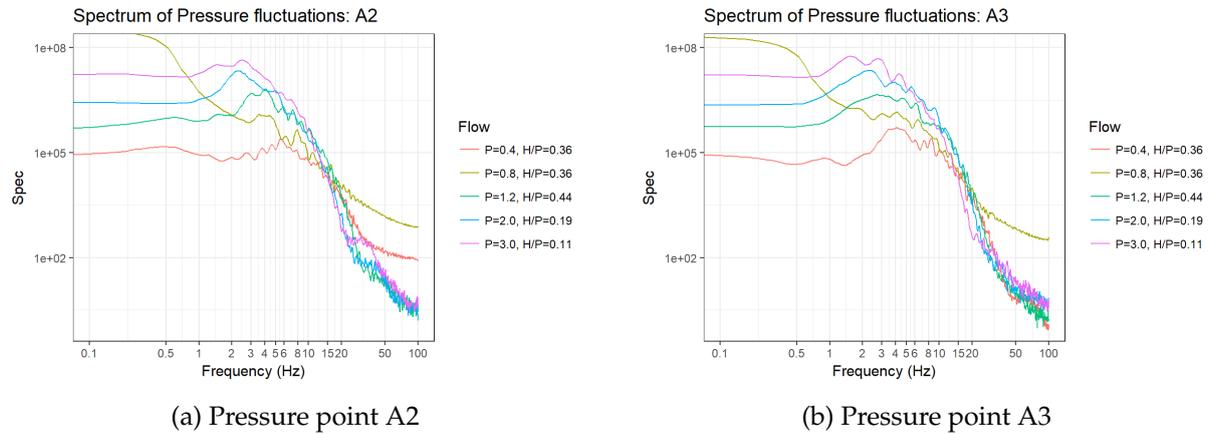 Spectrum of Pressure fluctuations: A2
1e+08
1e+05
1e+02
Spec
0.1 0.5 1 2 3 4 5 6 8 10 15 20 50 100
Frequency (Hz)
Flow
P=0.4, H/P=0.36
P=0.8, H/P=0.36
P=1.2, H/P=0.44
P=2.0, H/P=0.19
P=3.0, H/P=0.11
(a) Pressure point A2
Spectrum of Pressure fluctuations: A3
1e+08
1e+05
1e+02
Spec
0.1 0.5 1 2 3 4 5 6 8 10 15 20 50 100
Frequency (Hz)
Flow
P=0.4, H/P=0.36
P=0.8, H/P=0.36
P=1.2, H/P=0.44
P=2.0, H/P=0.19
P=3.0, H/P=0.11
(b) Pressure point A3